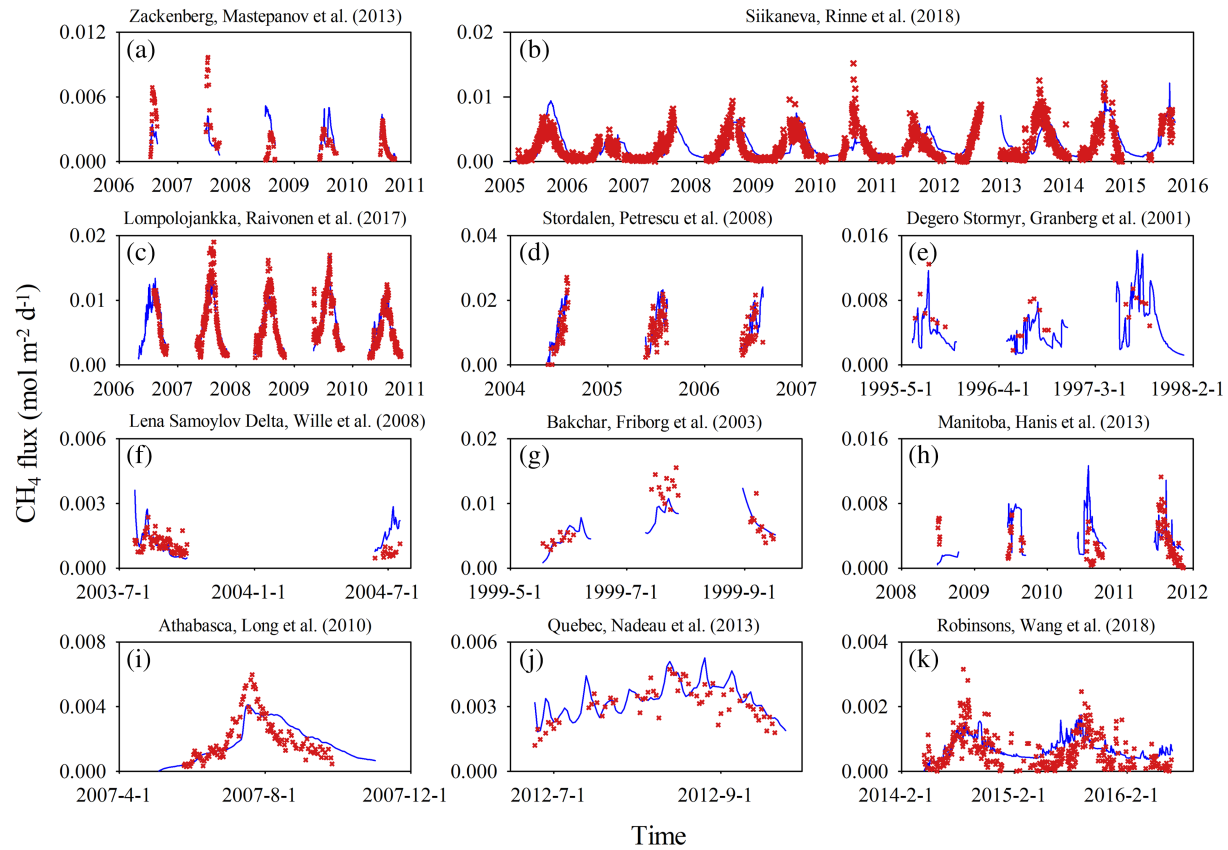 Zackenberg, Mastepanov et al. (2013)
Siikaneva, Rinne et al. (2018)
0.012
(a)
0.02
(b)
0.006
0.01
0.000
0.00
2006 2007 2008 2009 2010 2011
2005 2006 2007 2008 2009 2010 2011 2012 2013 2014 2015 2016
Lompolojankka, Raivonen et al. (2017)
Stordalen, Petrescu et al. (2008)
Degero Stormyr, Granberg et al. (2001)
0.02
(c)
0.04
(d)
0.016
(e)
0.01
0.02
0.008
0.00
0.00
0.000
2006 2007 2008 2009 2010 2011
2004 2005 2006 2007
1995-5-1 1996-4-1 1997-3-1 1998-2-1
CH4 flux (mol m-2 d-1)
Lena Samoylov Delta, Wille et al. (2008)
Bakchar, Friborg et al. (2003)
Manitoba, Hanis et al. (2013)
0.006
(f)
0.02
(g)
0.016
(h)
0.003
0.01
0.008
0.000
0.00
0.000
2003-7-1 2004-1-1 2004-7-1
1999-5-1 1999-7-1 1999-9-1
2008 2009 2010 2011 2012
Athabasca, Long et al. (2010)
Quebec, Nadeau et al. (2013)
Robinsons, Wang et al. (2018)
0.008
(i)
0.006
(j)
0.004
(k)
0.004
0.003
0.002
0.000
0.000
0.000
2007-4-1 2007-8-1 2007-12-1
2012-7-1 2012-9-1
2014-2-1 2015-2-1 2016-2-1
Time